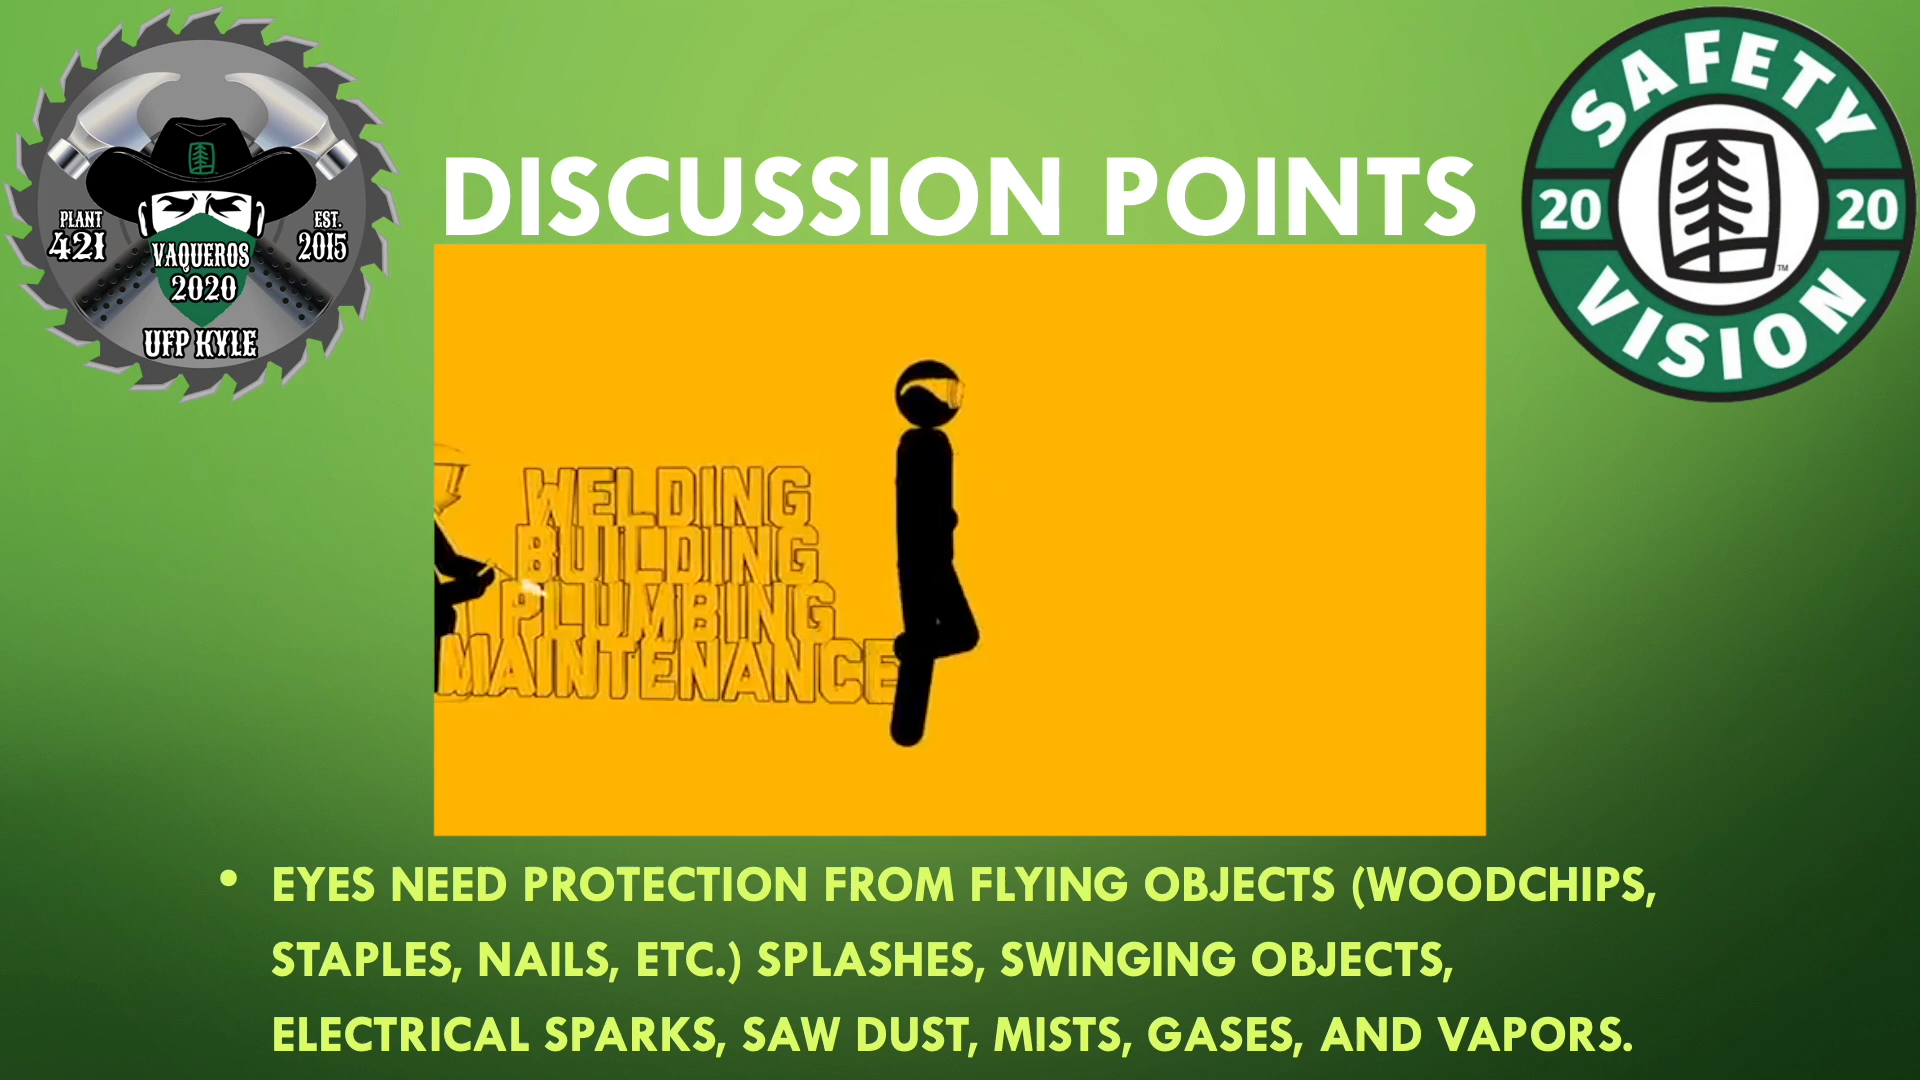 PLANT
421
EST.
2015
VAQUEROS
2020
UFP KYLE
SAFETY
20 20
VISION
TM
DISCUSSION POINTS
WELDING
BUILDING
PLUMBING
MAINTENANCE
• EYES NEED PROTECTION FROM FLYING OBJECTS (WOODCHIPS,
STAPLES, NAILS, ETC.) SPLASHES, SWINGING OBJECTS,
ELECTRICAL SPARKS, SAW DUST, MISTS, GASES, AND VAPORS.